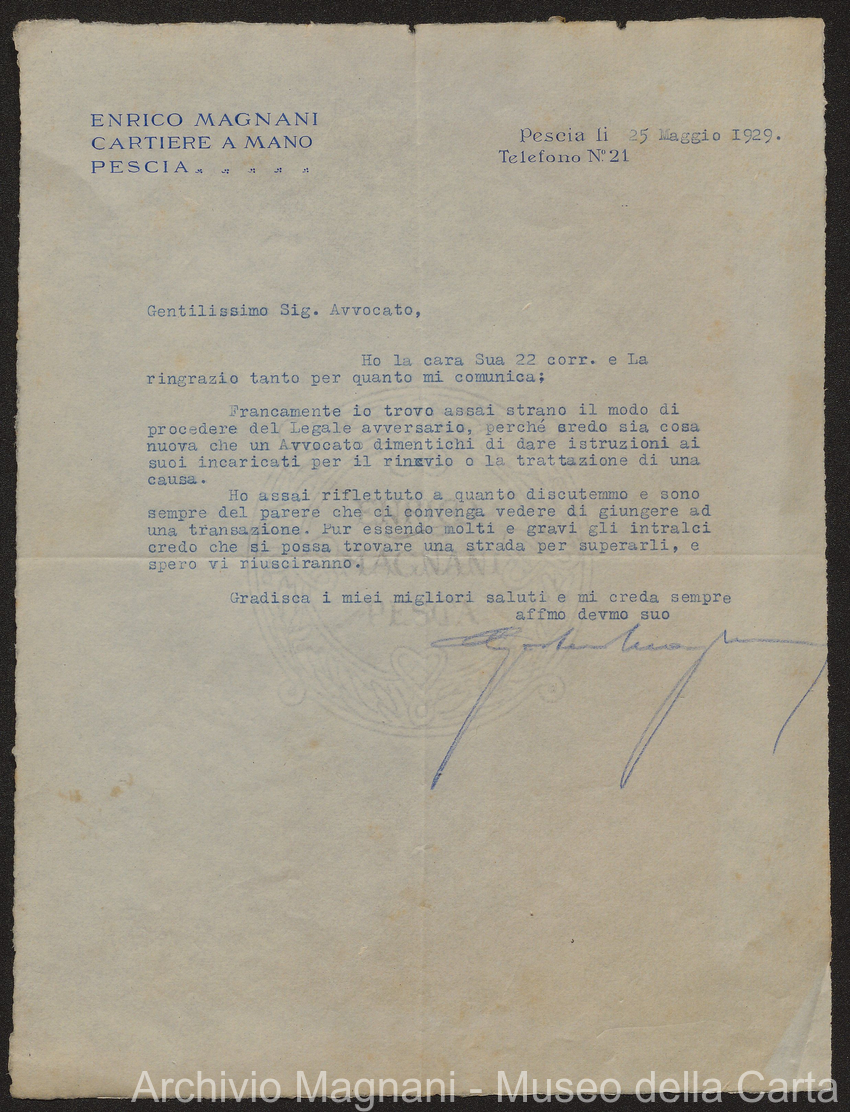 ENRICO MAGNANI
CARTIERE A MANO
PESCIA
Pescia li 25 Maggio 1929.
Telefono Nº 21
Gentilissimo Sig. Avvocato,
Ho la cara Sua 22 corr. e La
ringrazio tanto per quanto mi comunica;
Francamente io trovo assai strano il modo di
procedere del Legale avversario, perché credo sia cosa
nuova che un Avvocato dimentichi di dare istruzioni ai
suoi incaricati per il rinvio o la trattazione di una
causa.
Ho assai riflettuto a quanto discutemmo e sono
sempre del parere che ci convenga vedere di giungere ad
una transazione. Pur essendo molti e gravi gli intralci
credo che si possa trovare una strada per superarli, e
spero vi riusciranno.
Gradisca i miei migliori saluti e mi creda sempre
affmo devmo suo
MAGNANI
PESCIA
Archivio Magnani - Museo della Carta